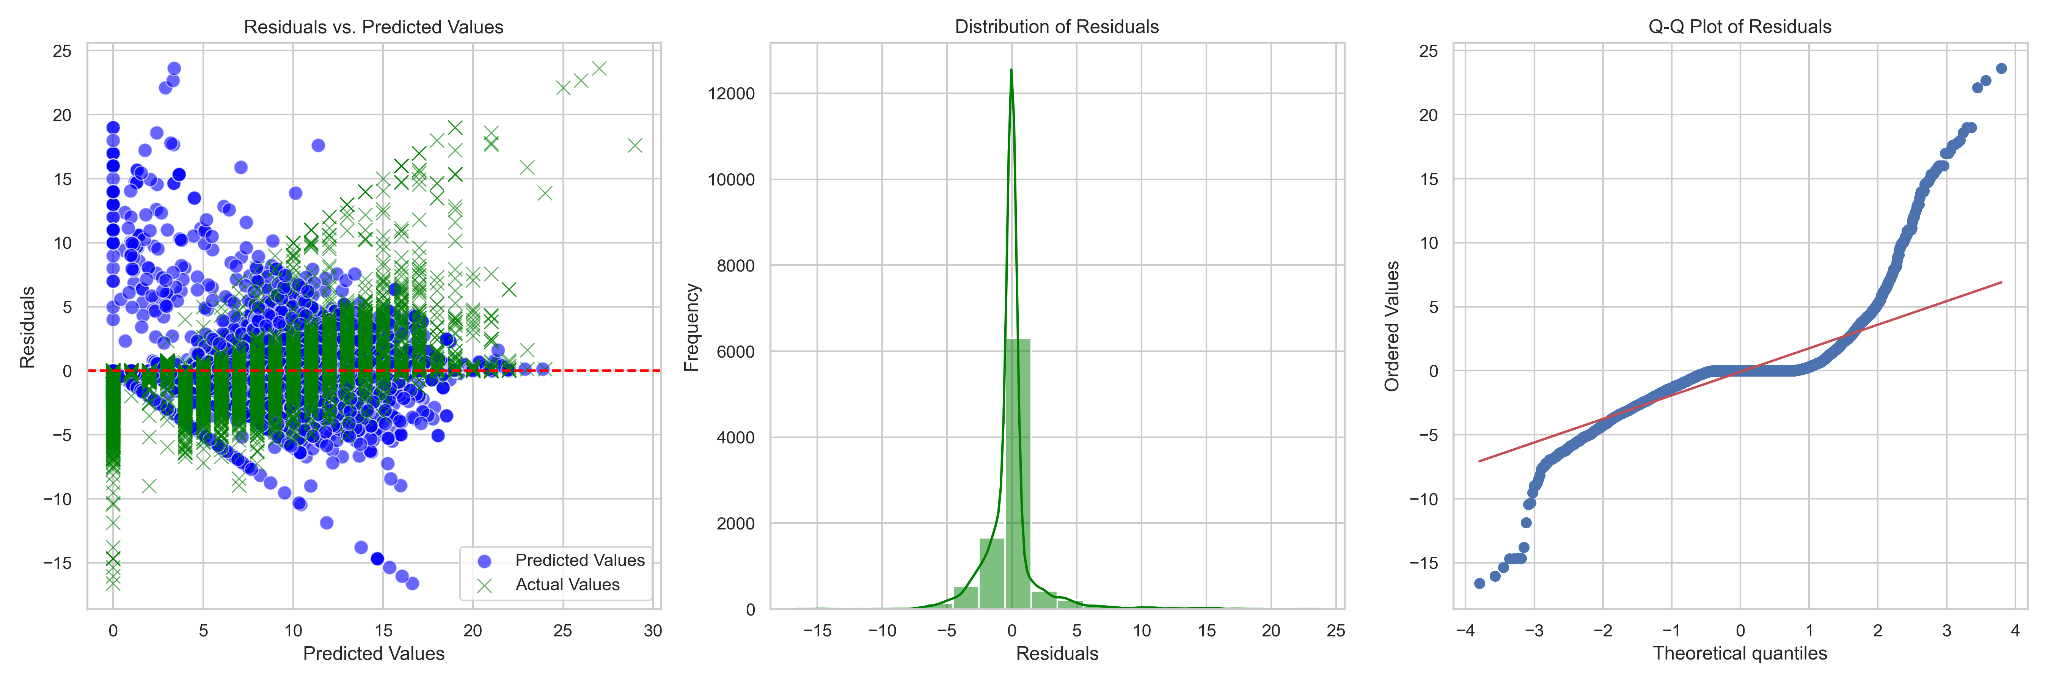 Residuals vs. Predicted Values
25
20
15
10
5
0
−5
−10
−15
Residuals
0 5 10 15 20 25 30
Predicted Values
Predicted Values
Actual Values
Distribution of Residuals
12000
10000
8000
6000
4000
2000
0
Frequency
−15 −10 −5 0 5 10 15 20 25
Residuals
Q-Q Plot of Residuals
25
20
15
10
5
0
−5
−10
−15
Ordered Values
−4 −3 −2 −1 0 1 2 3 4
Theoretical quantiles